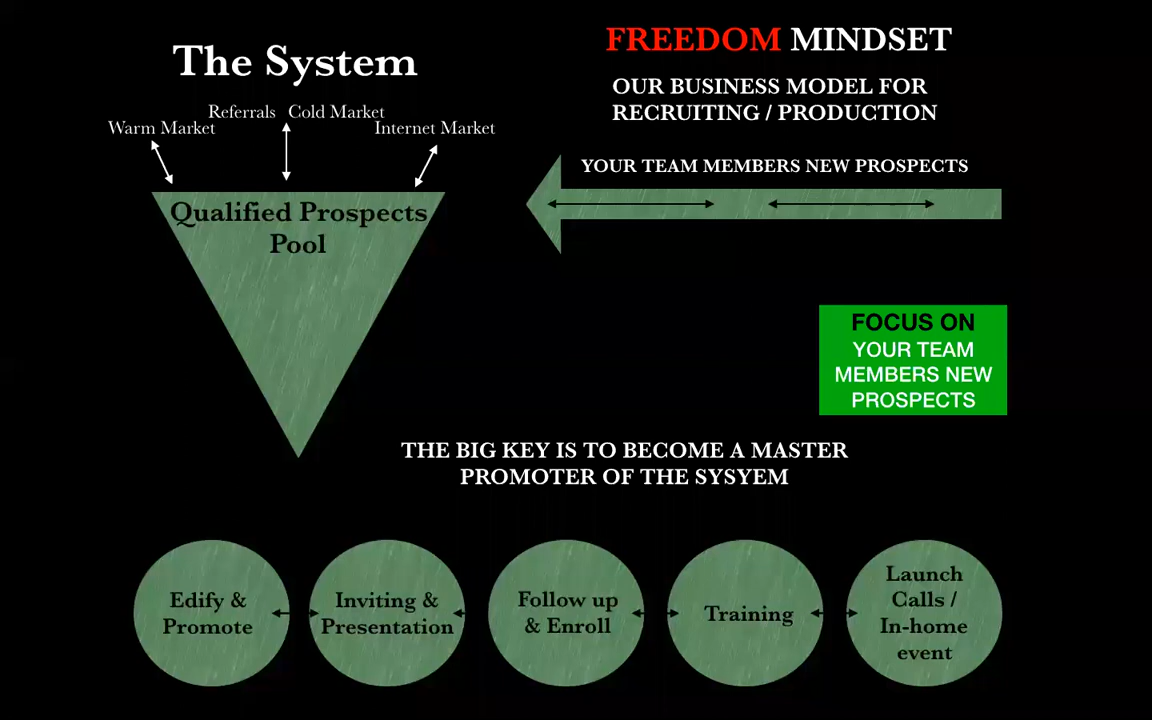 The System
FREEDOM MINDSET
OUR BUSINESS MODEL FOR
RECRUITING / PRODUCTION
Referrals Cold Market
Warm Market
Internet Market
YOUR TEAM MEMBERS NEW PROSPECTS
Qualified Prospects
Pool
FOCUS ON
YOUR TEAM
MEMBERS NEW
PROSPECTS
THE BIG KEY IS TO BECOME A MASTER
PROMOTER OF THE SYSYEM
Edify &
Promote
Inviting &
Presentation
Follow up
& Enroll
Training
Launch
Calls /
In-home
event